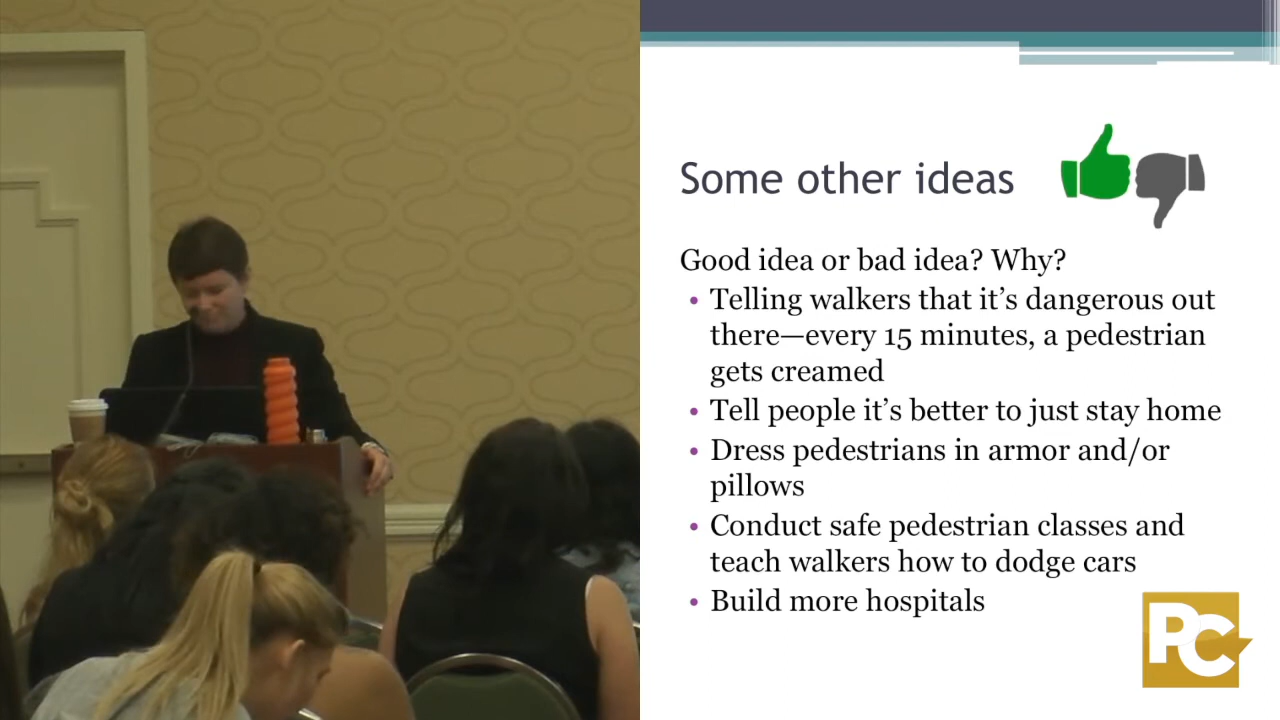 Some other ideas
Good idea or bad idea? Why?
• Telling walkers that it’s dangerous out
there—every 15 minutes, a pedestrian
gets creamed
• Tell people it’s better to just stay home
• Dress pedestrians in armor and/or
pillows
• Conduct safe pedestrian classes and
teach walkers how to dodge cars
• Build more hospitals
PC